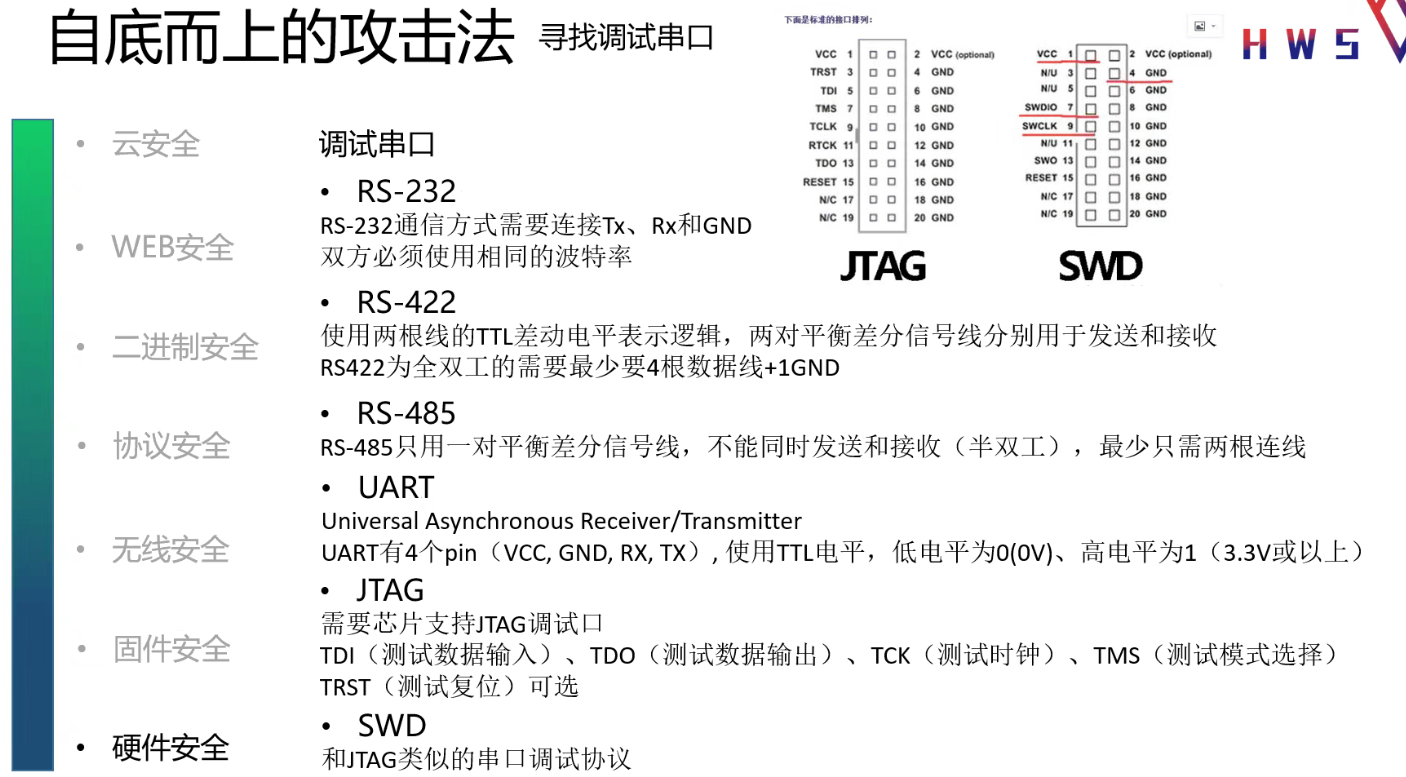 自底而上的攻击法 寻找调试串口
下面是标准的接口排列：
HWS
VCC 1 2 VCC (optional)
TRST 3 4 GND
TDI 5 6 GND
TMS 7 8 GND
TCLK 9 10 GND
RTCK 11 12 GND
TDO 13 14 GND
RESET 15 16 GND
N/C 17 18 GND
N/C 19 20 GND
JTAG
VCC 1 2 VCC (optional)
N/U 3 4 GND
N/U 5 6 GND
SWDIO 7 8 GND
SWCLK 9 10 GND
N/U 11 12 GND
SWO 13 14 GND
RESET 15 16 GND
N/C 17 18 GND
N/C 19 20 GND
SWD
• 云安全
• WEB安全
• 二进制安全
• 协议安全
• 无线安全
• 固件安全
• 硬件安全
调试串口
• RS-232
RS-232通信方式需要连接Tx、Rx和GND
双方必须使用相同的波特率
• RS-422
使用两根线的TTL差动电平表示逻辑，两对平衡差分信号线分别用于发送和接收
RS422为全双工的需要最少要4根数据线+1GND
• RS-485
RS-485只用一对平衡差分信号线，不能同时发送和接收（半双工），最少只需两根连线
• UART
Universal Asynchronous Receiver/Transmitter
UART有4个pin（VCC, GND, RX, TX）, 使用TTL电平，低电平为0(0V)、高电平为1（3.3V或以上）
• JTAG
需要芯片支持JTAG调试口
TDI（测试数据输入）、TDO（测试数据输出）、TCK（测试时钟）、TMS（测试模式选择）
TRST（测试复位）可选
• SWD
和JTAG类似的串口调试协议